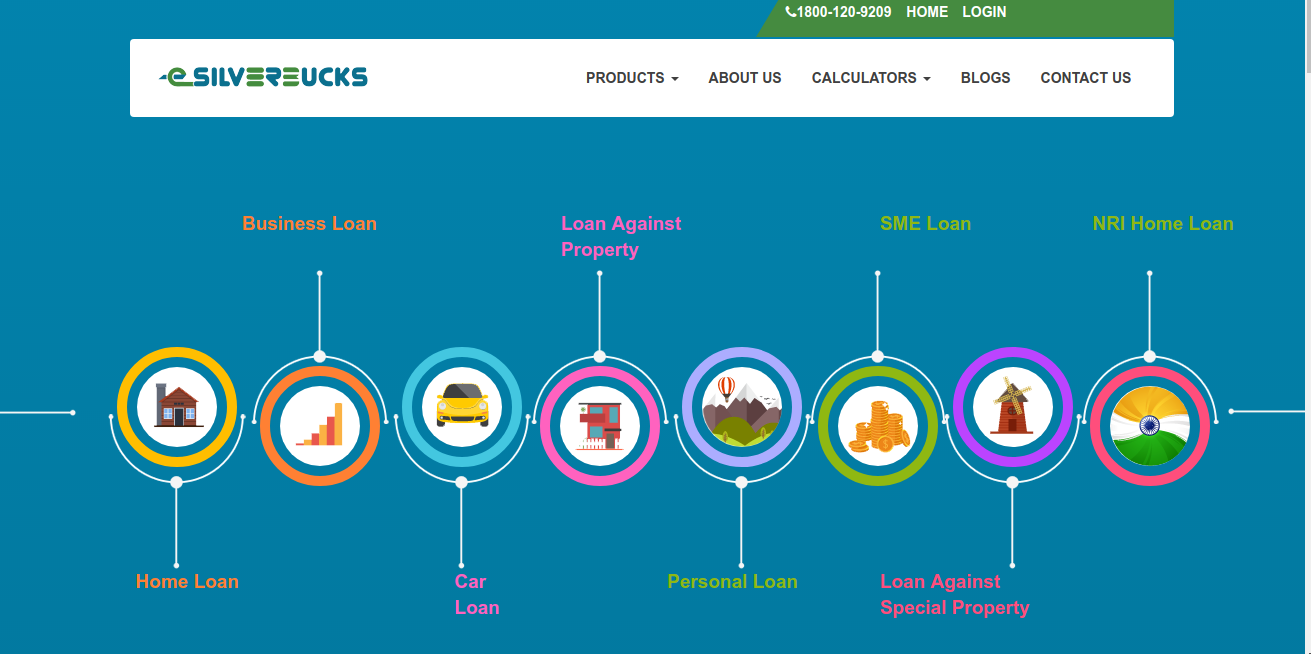 1800-120-9209 HOME LOGIN
eSILVERBUCKS PRODUCTS ABOUT US CALCULATORS BLOGS CONTACT US
Business Loan
Loan Against
Property
SME Loan
NRI Home Loan
Home Loan
Car
Loan
Personal Loan
Loan Against
Special Property